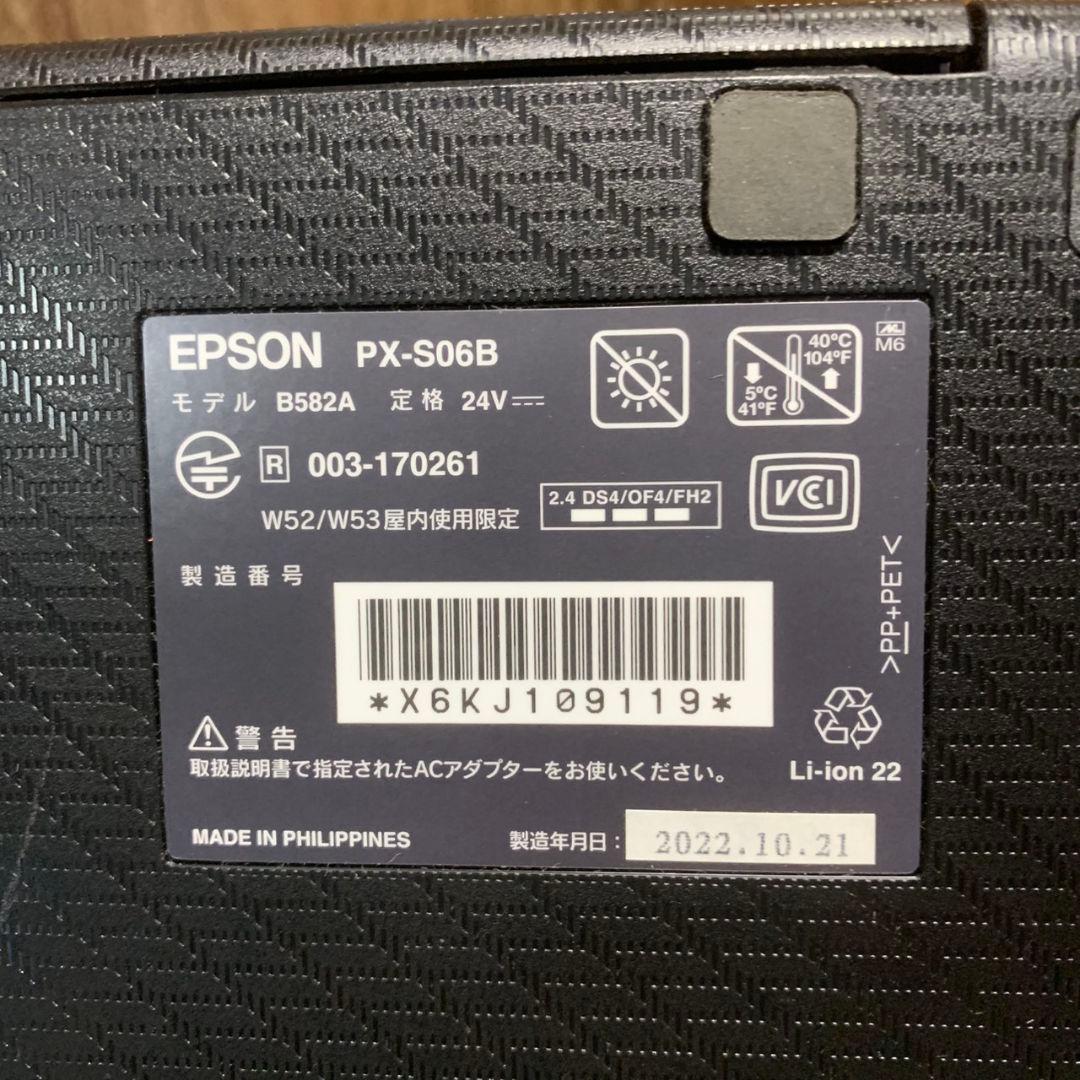 EPSON PX-S06B
モデル B582A 定格 24V
40℃
104°F
5℃
41°F
M6
R 003-170261
W52/W53屋内使用限定
2.4 DS4/OF4/FH2
VCCI
製造番号
*X6KJ109119*
>PP+PET<
警告
取扱説明書で指定されたACアダプターをお使いください。
Li-ion 22
MADE IN PHILIPPINES
製造年月日: 2022.10.21